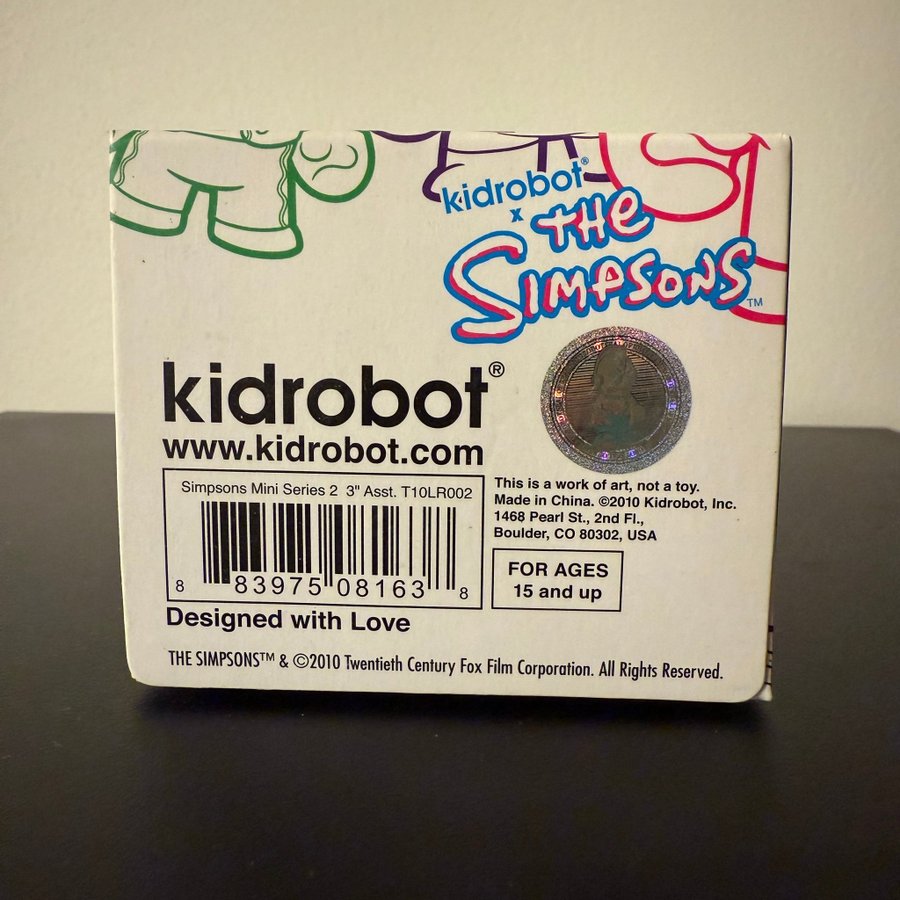 kidrobot®
x
THE
SIMPSONS™
kidrobot®
www.kidrobot.com
Simpsons Mini Series 2 3" Asst. T10LR002
8 83975 08163 8
This is a work of art, not a toy.
Made in China. ©2010 Kidrobot, Inc.
1468 Pearl St., 2nd Fl.,
Boulder, CO 80302, USA
FOR AGES
15 and up
Designed with Love
THE SIMPSONS™ & ©2010 Twentieth Century Fox Film Corporation. All Rights Reserved.